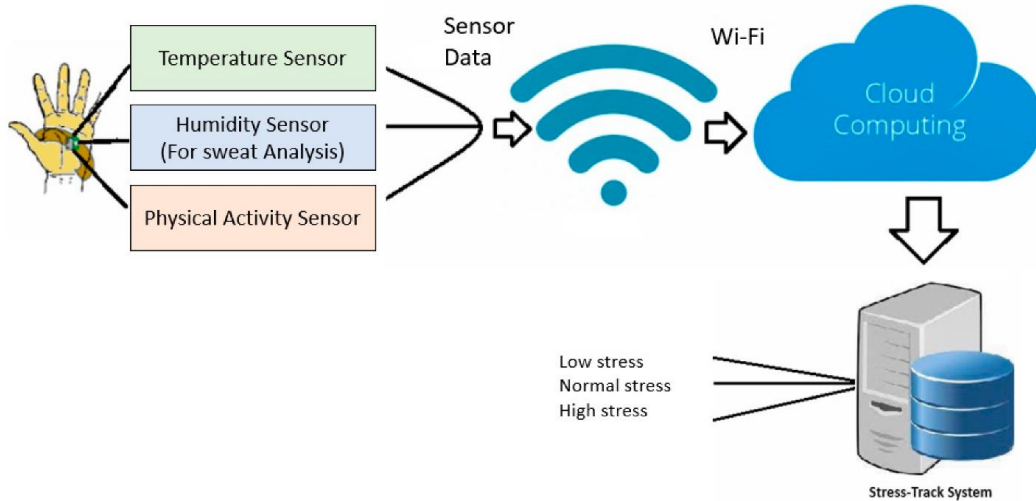 Temperature Sensor
Humidity Sensor
(For sweat Analysis)
Physical Activity Sensor
Sensor
Data
Wi-Fi
Cloud
Computing
Low stress
Normal stress
High stress
Stress-Track System